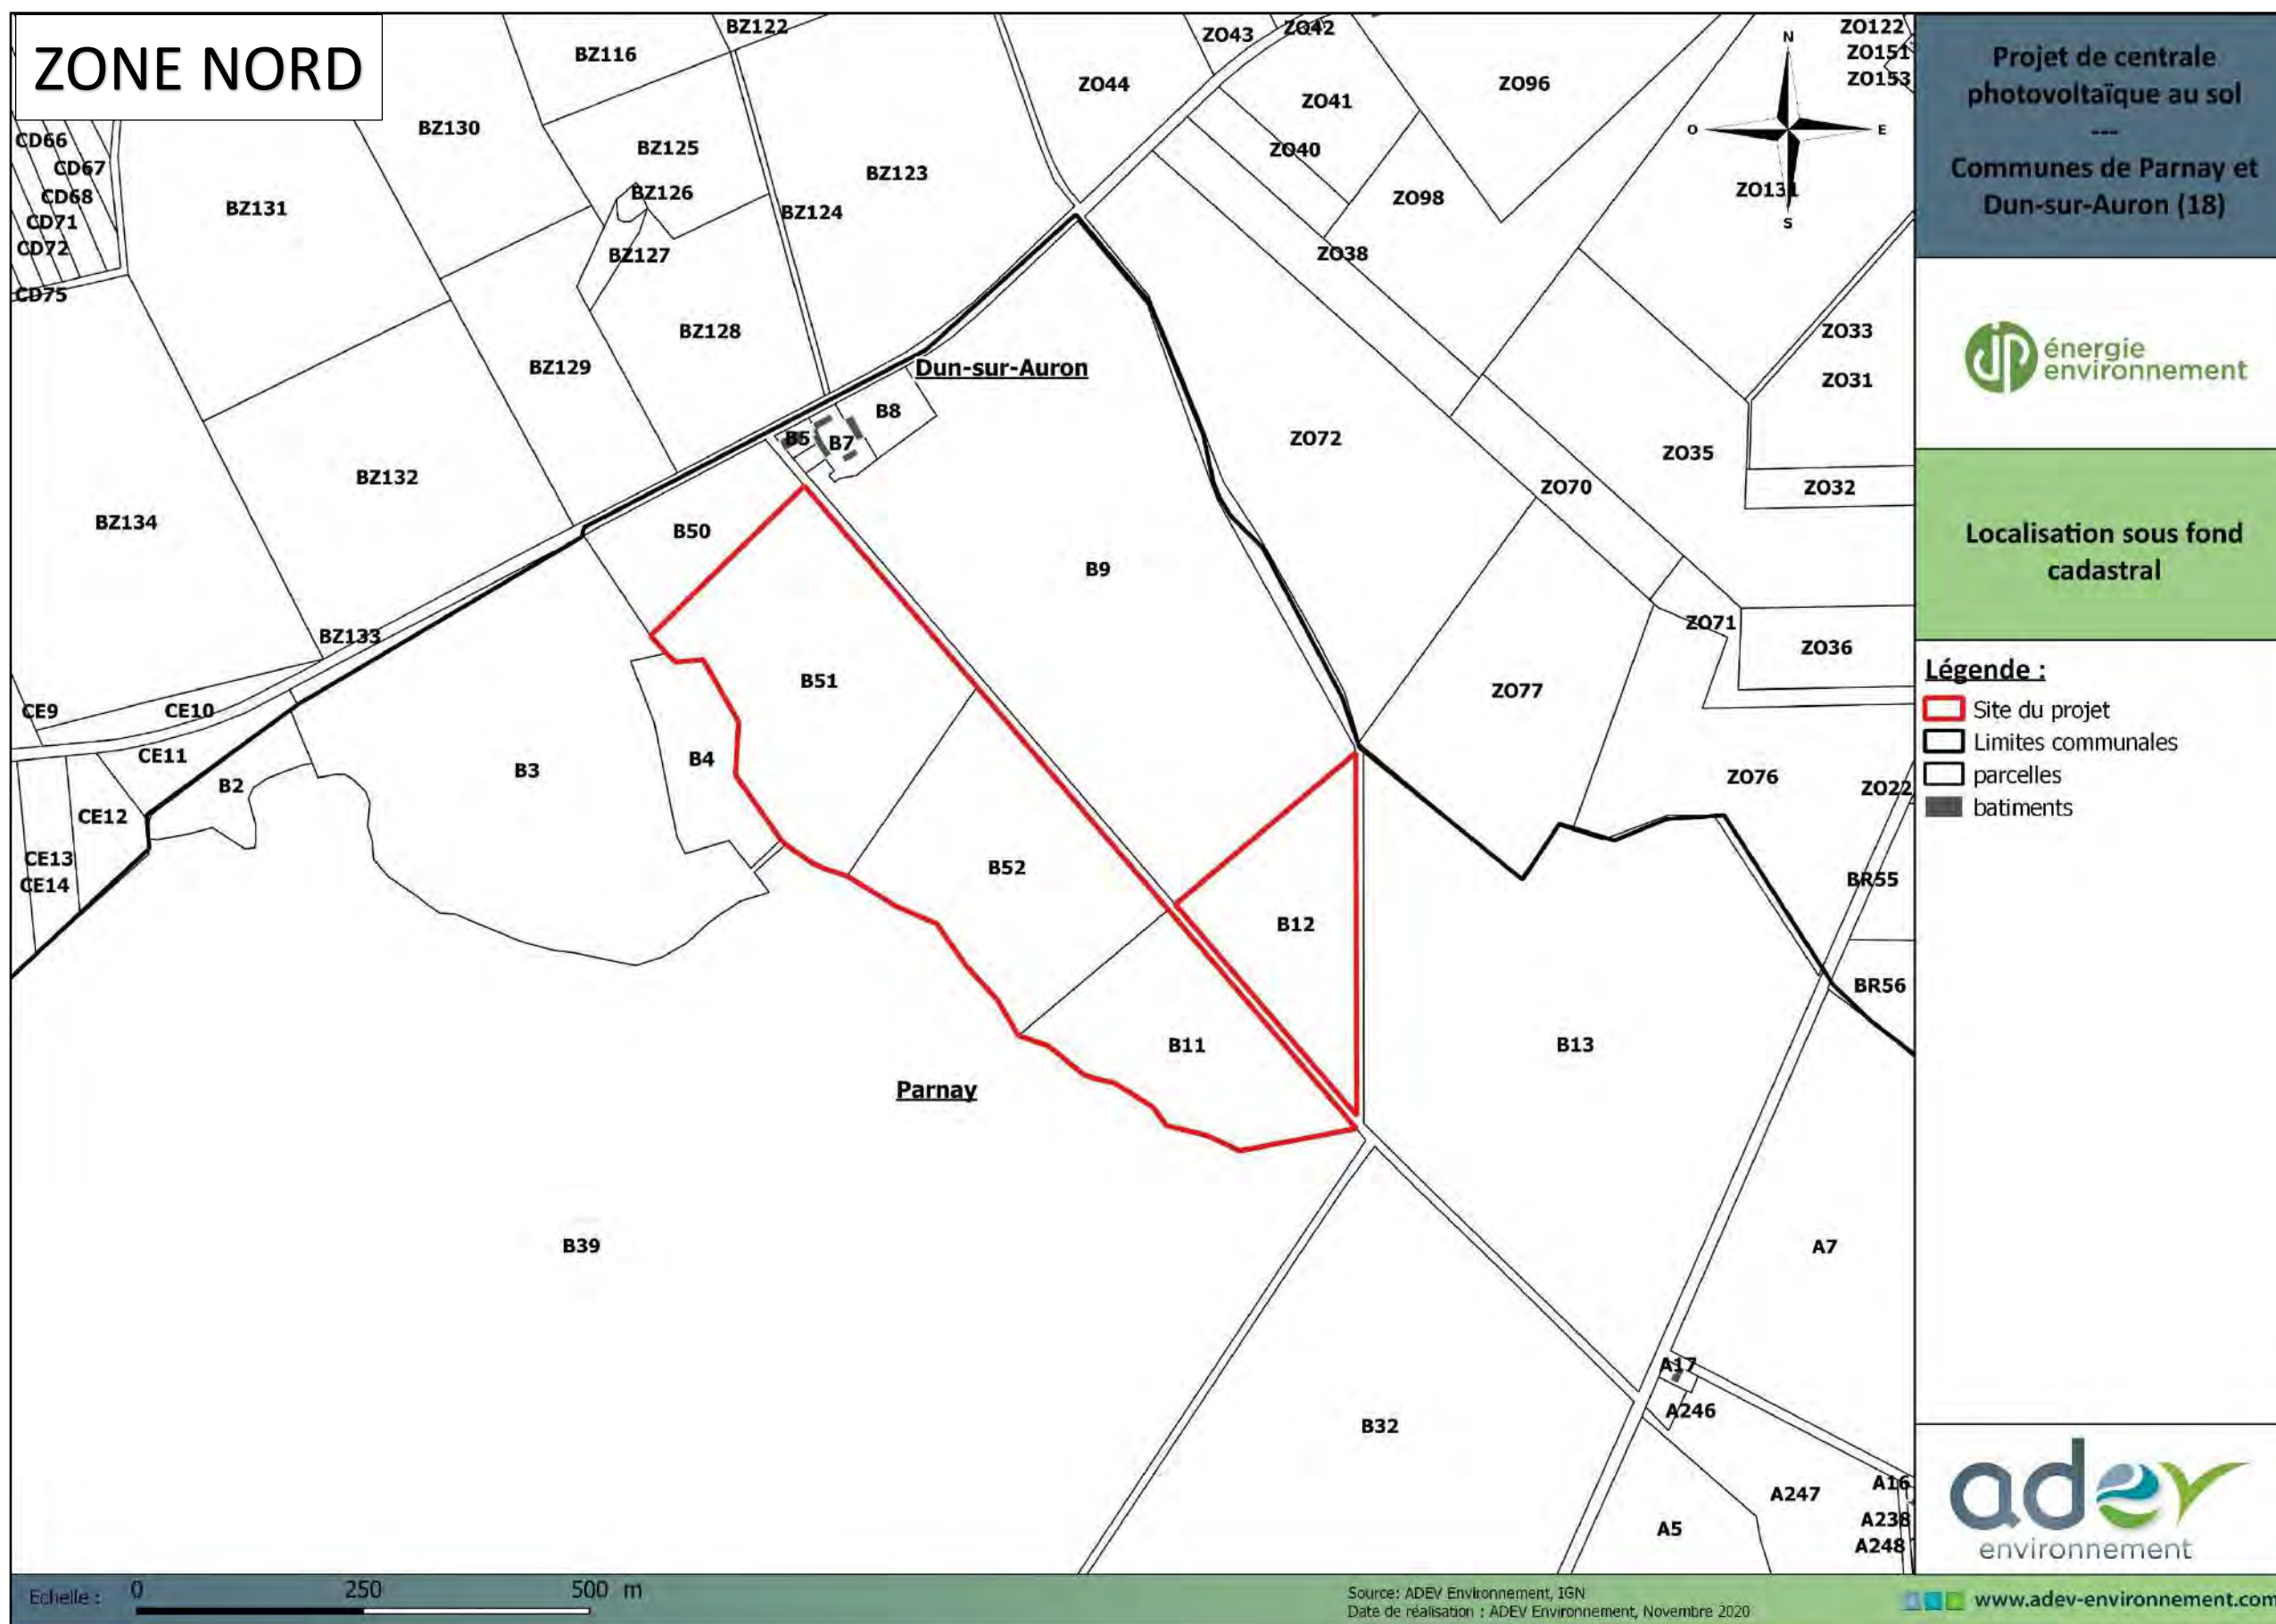 ZONE NORD
BZ122
BZ116
ZO43
ZO42
ZO122
ZO151
ZO153
ZO44
ZO41
ZO96
N
O
E
S
CD66
CD67
CD68
CD71
CD72
CD75
BZ130
BZ125
BZ126
BZ123
ZO40
BZ131
BZ124
ZO98
ZO131
BZ127
ZO38
BZ128
BZ129
Dun-sur-Auron
ZO33
ZO31
B8
B5
B7
ZO72
ZO35
BZ132
ZO70
ZO32
BZ134
B50
B9
BZ133
ZO71
ZO36
B51
ZO77
CE9
CE10
CE11
B2
B3
B4
ZO76
ZO22
CE12
CE13
CE14
B52
BR55
B12
BR56
B11
B13
Parnay
B39
A7
A17
A246
B32
A247
A16
A5
A238
A248
Projet de centrale
photovoltaïque au sol
---
Communes de Parnay et
Dun-sur-Auron (18)
jp énergie
environnement
Localisation sous fond
cadastral
Légende :
Site du projet
Limites communales
parcelles
batiments
adev
environnement
Echelle : 0 250 500 m
Source: ADEV Environnement, IGN
Date de réalisation : ADEV Environnement, Novembre 2020
www.adev-environnement.com